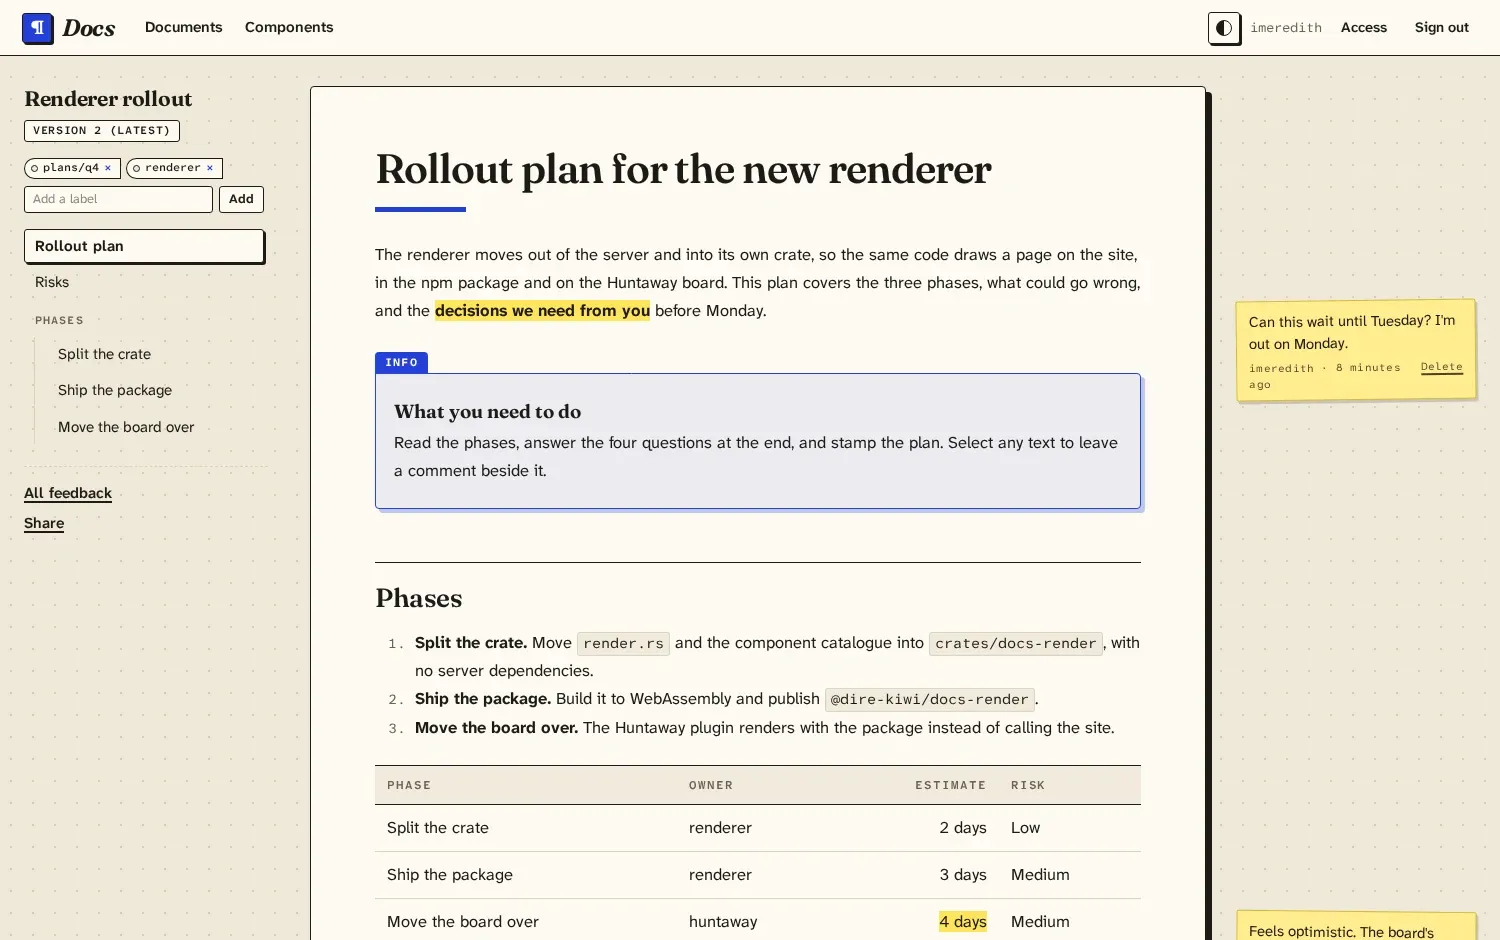 ¶ Docs Documents Components imeredith Access Sign out
Renderer rollout
VERSION 2 (LATEST)
plans/q4 × renderer ×
Add a label Add
Rollout plan
Risks
PHASES
Split the crate
Ship the package
Move the board over
All feedback
Share
Rollout plan for the new renderer
The renderer moves out of the server and into its own crate, so the same code draws a page on the site,
in the npm package and on the Huntaway board. This plan covers the three phases, what could go wrong,
and the decisions we need from you before Monday.
INFO
What you need to do
Read the phases, answer the four questions at the end, and stamp the plan. Select any text to leave
a comment beside it.
Phases
1. Split the crate. Move render.rs and the component catalogue into crates/docs-render, with
no server dependencies.
2. Ship the package. Build it to WebAssembly and publish @dire-kiwi/docs-render.
3. Move the board over. The Huntaway plugin renders with the package instead of calling the site.
PHASE OWNER ESTIMATE RISK
Split the crate renderer 2 days Low
Ship the package renderer 3 days Medium
Move the board over huntaway 4 days Medium
Can this wait until Tuesday? I'm
out on Monday.
imeredith · 8 minutes Delete
ago
Feels optimistic. The board's